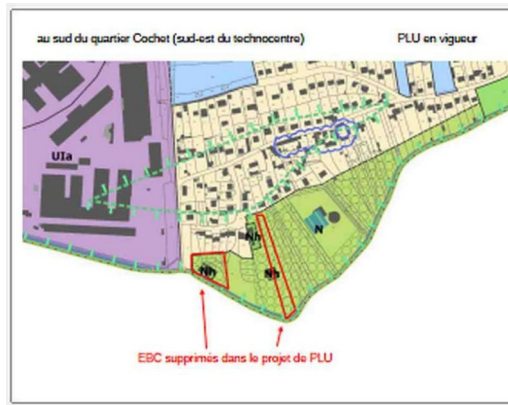 au sud du quartier Cochet (sud-est du technocentre) PLU en vigueur
UIa
N
Nh
Nh
Nh
EBC supprimés dans le projet de PLU